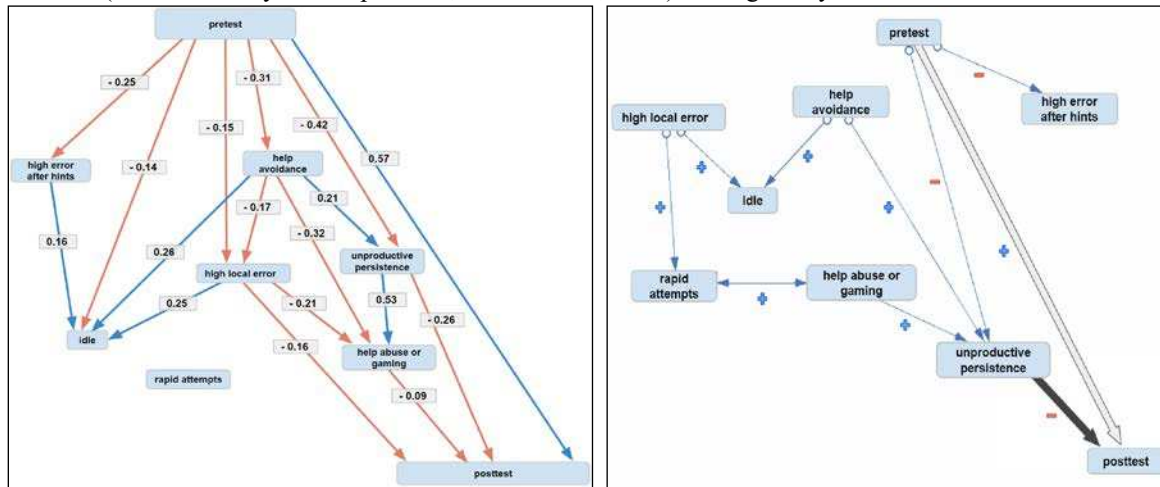 pretest
- 0.25
- 0.31
- 0.15
- 0.42
- 0.14
0.57
high error
after hints
help
avoidance
0.21
- 0.17
- 0.32
0.16
0.26
high local error
unproductive
persistence
0.25
- 0.21
0.53
- 0.26
idle
- 0.16
help abuse or
gaming
rapid attempts
- 0.09
posttest
pretest
high error
after hints
high local error
help
avoidance
idle
rapid
attempts
help abuse or
gaming
unproductive
persistence
posttest